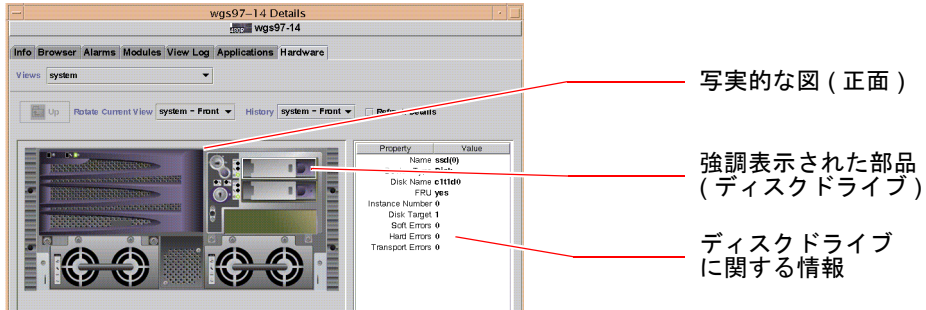 wgs97-14 Details
wgs97-14
Info Browser Alarms Modules View Log Applications Hardware
Views system
Up Rotate Current View system - Front History system - Front Details
Property Value
Name ssd(0)
Disk Name c1t1d0
FRU yes
Instance Number 0
Disk Target 1
Soft Errors 0
Hard Errors 0
Transport Errors 0
写実的な図 ( 正面 )
強調表示された部品
( ディスクドライブ )
ディスクドライブ
に関する情報